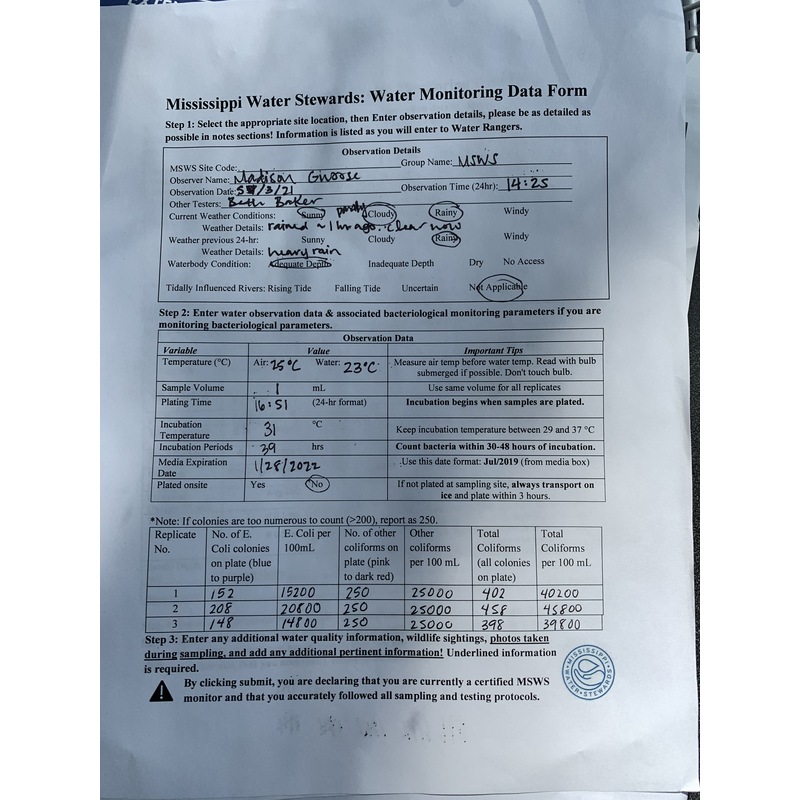 Mississippi Water Stewards: Water Monitoring Data Form
Step 1: Select the appropriate site location, then Enter observation details, please be as detailed as
possible in notes sections! Information is listed as you will enter to Water Rangers.
Observation Details
MSWS Site Code: Group Name: MSWS
Observer Name: Madison Gnoose
Observation Date: 5/3/21 Observation Time (24hr): 14:25
Other Testers: Beth Baker
Current Weather Conditions: Sunny partly Cloudy Rainy Windy
Weather Details: rained ~1 hr ago. clear now
Weather previous 24-hr: Sunny Cloudy Rainy Windy
Weather Details: heavy rain
Waterbody Condition: Adequate Depth Inadequate Depth Dry No Access
Tidally Influenced Rivers: Rising Tide Falling Tide Uncertain Not Applicable
Step 2: Enter water observation data & associated bacteriological monitoring parameters if you are
monitoring bacteriological parameters.
Observation Data
Variable Value Important Tips
Temperature (°C) Air: 25°C Water: 23°C Measure air temp before water temp. Read with bulb
submerged if possible. Don't touch bulb.
Sample Volume 1 mL Use same volume for all replicates
Plating Time 16:51 (24-hr format) Incubation begins when samples are plated.
Incubation
Temperature 31 °C Keep incubation temperature between 29 and 37 °C
Incubation Periods 39 hrs Count bacteria within 30-48 hours of incubation.
Media Expiration
Date 1/28/2022 Use this date format: Jul/2019 (from media box)
Plated onsite Yes No If not plated at sampling site, always transport on
ice and plate within 3 hours.
*Note: If colonies are too numerous to count (>200), report as 250.
Replicate No. of E. E. Coli per No. of other Other Total Total
No. Coli colonies 100mL coliforms on coliforms Coliforms Coliforms
on plate (blue plate (pink per 100 mL (all colonies per 100 mL
to purple) to dark red) on plate)
1 152 15200 250 25000 402 40200
2 208 20800 250 25000 458 45800
3 148 14800 250 25000 398 39800
Step 3: Enter any additional water quality information, wildlife sightings, photos taken
during sampling, and add any additional pertinent information! Underlined information
is required.
By clicking submit, you are declaring that you are currently a certified MSWS
monitor and that you accurately followed all sampling and testing protocols.
MISSISSIPPI
WATER STEWARDS